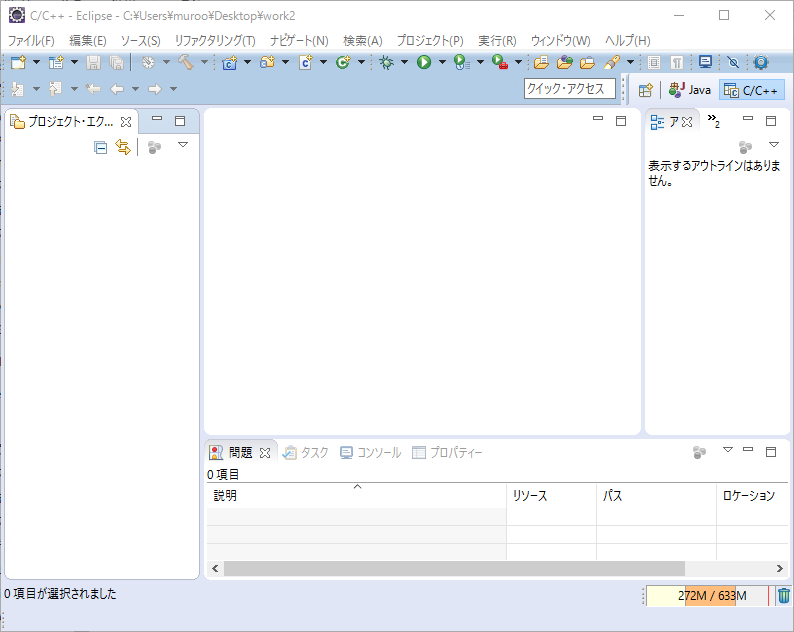 C/C++ - Eclipse - C:¥Users¥muroo¥Desktop¥work2
ファイル(F) 編集(E) ソース(S) リファクタリング(T) ナビゲート(N) 検索(A) プロジェクト(P) 実行(R) ウィンドウ(W) ヘルプ(H)
クイック・アクセス Java C/C++
プロジェクト・エク... ア »2
表示するアウトラインはありま
せん。
問題 タスク コンソール プロパティー
0 項目
説明 リソース パス ロケーション
0 項目が選択されました 272M / 633M